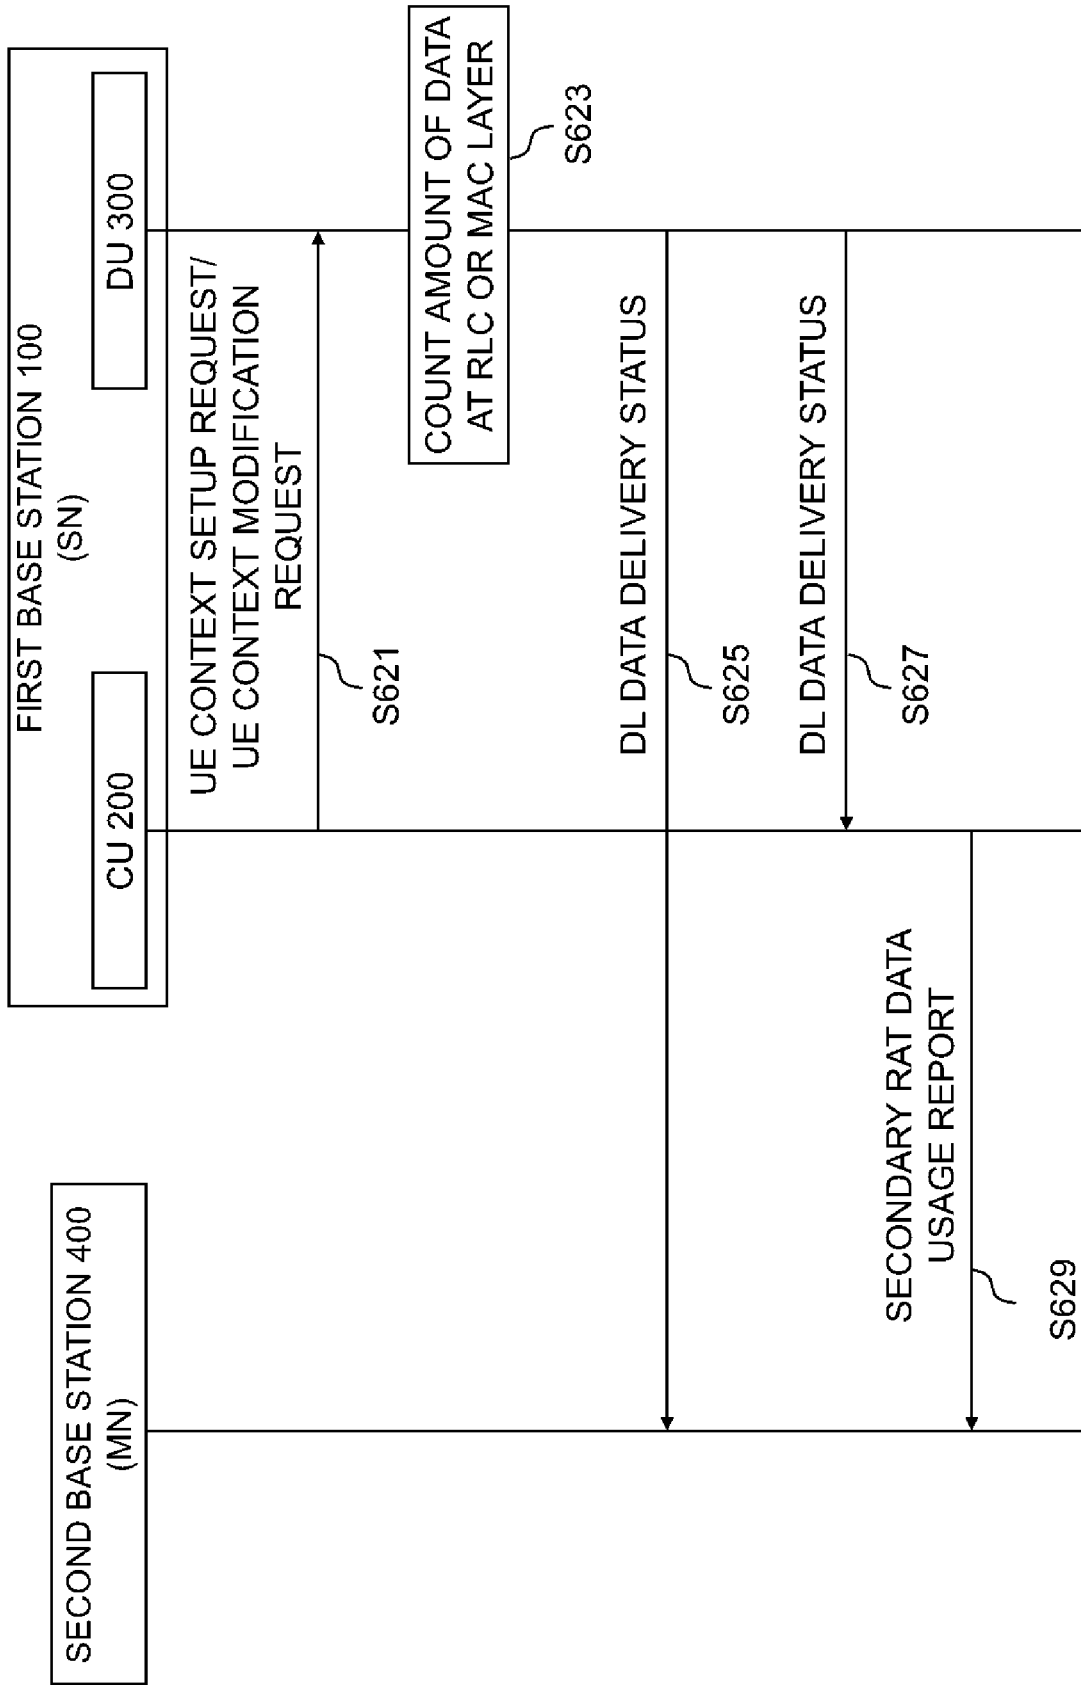 SECOND BASE STATION 400
(MN)
FIRST BASE STATION 100
(SN)
CU 200
DU 300
UE CONTEXT SETUP REQUEST/
UE CONTEXT MODIFICATION
REQUEST
S621
COUNT AMOUNT OF DATA
AT RLC OR MAC LAYER
S623
DL DATA DELIVERY STATUS
S625
DL DATA DELIVERY STATUS
S627
SECONDARY RAT DATA
USAGE REPORT
S629